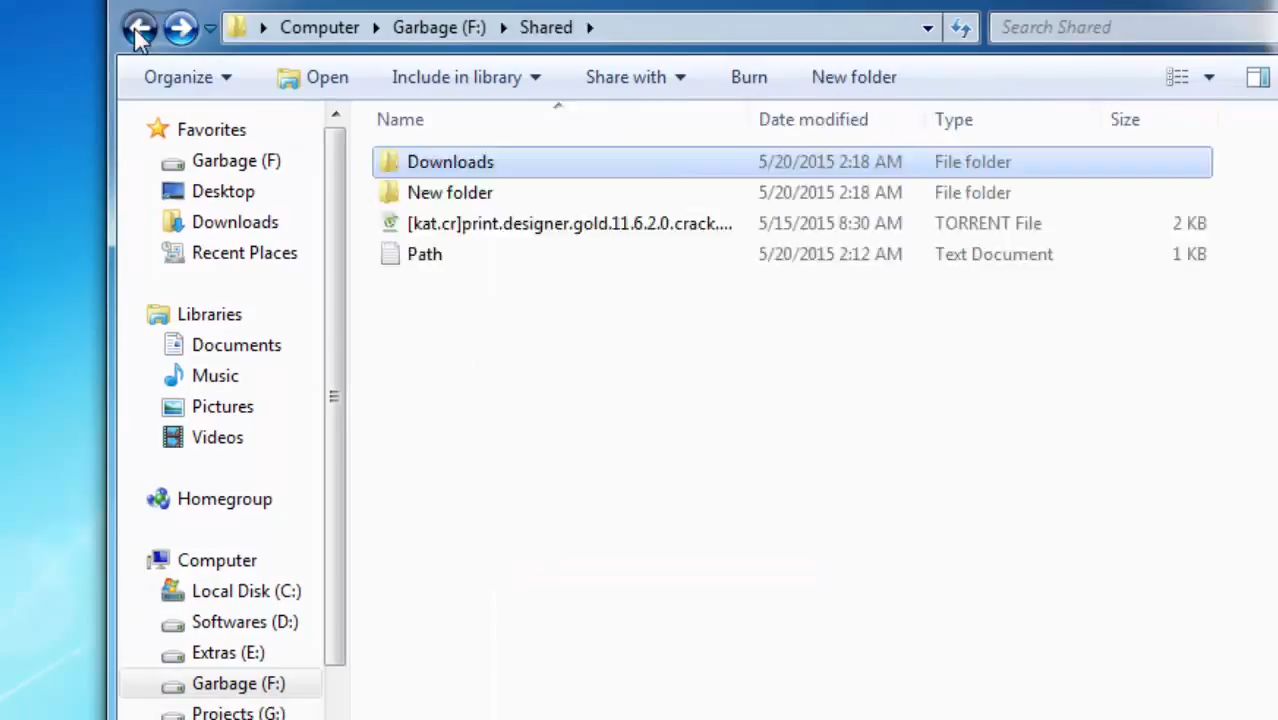 Computer Garbage (F:) Shared Search Shared
Organize Open Include in library Share with Burn New folder
Name Date modified Type Size
Favorites
Garbage (F)
Desktop
Downloads
Recent Places
Libraries
Documents
Music
Pictures
Videos
Homegroup
Computer
Local Disk (C:)
Softwares (D:)
Extras (E:)
Garbage (F:)
Projects (G:)
Downloads 5/20/2015 2:18 AM File folder
New folder 5/20/2015 2:18 AM File folder
[kat.cr]print.designer.gold.11.6.2.0.crack.... 5/15/2015 8:30 AM TORRENT File 2 KB
Path 5/20/2015 2:12 AM Text Document 1 KB